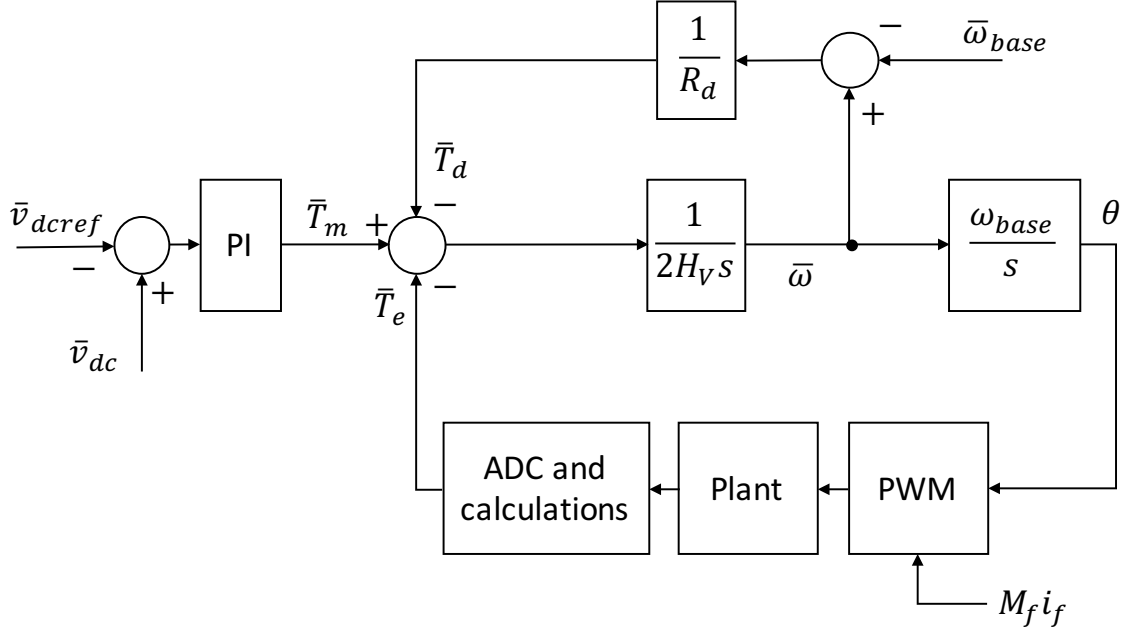 −
ω̄_base
1
R_d
+
T̄_d
−
v̄_dcref
−
+
v̄_dc
PI
T̄_m
+
T̄_e
−
1
2H_V s
ω̄
ω_base
s
θ
ADC and
calculations
Plant
PWM
M_f i_f